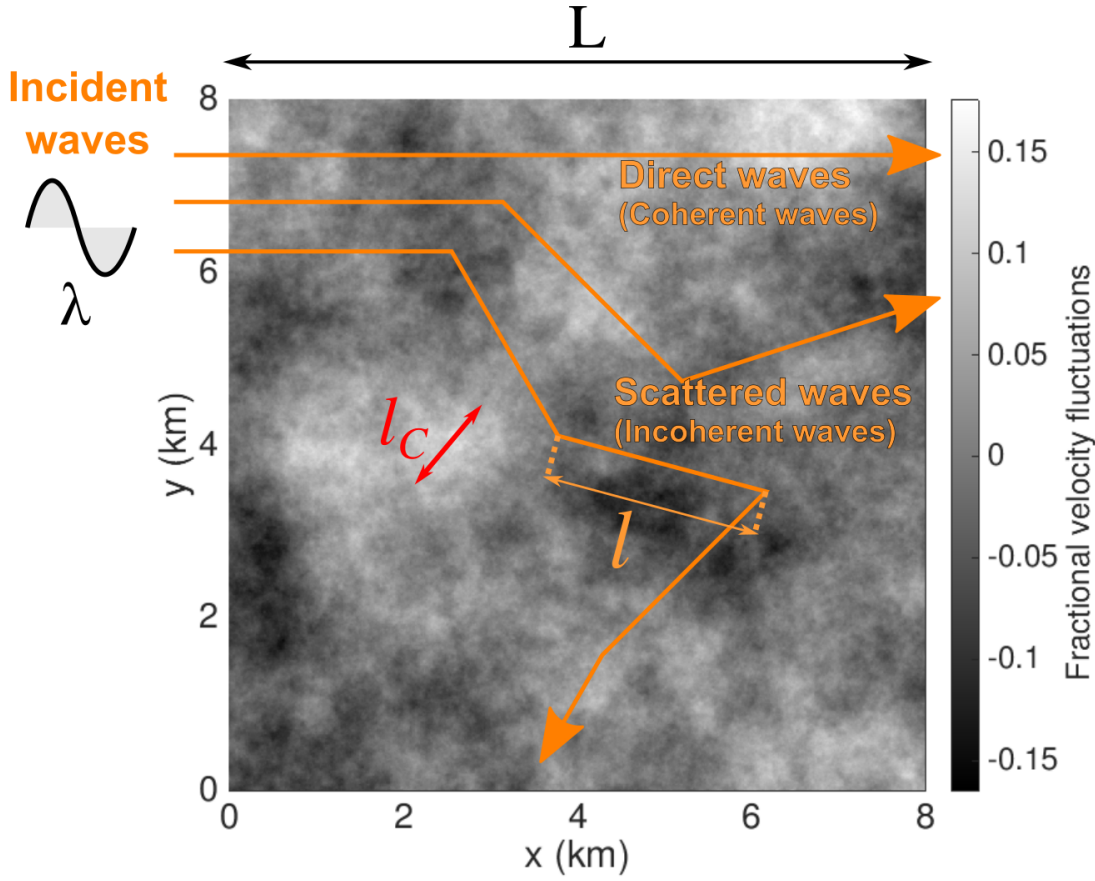 L
Incident
waves
λ
Direct waves
(Coherent waves)
Scattered waves
(Incoherent waves)
l_C
l
8
6
4
2
0
y (km)
0 2 4 6 8
x (km)
0.15
0.1
0.05
0
-0.05
-0.1
-0.15
Fractional velocity fluctuations